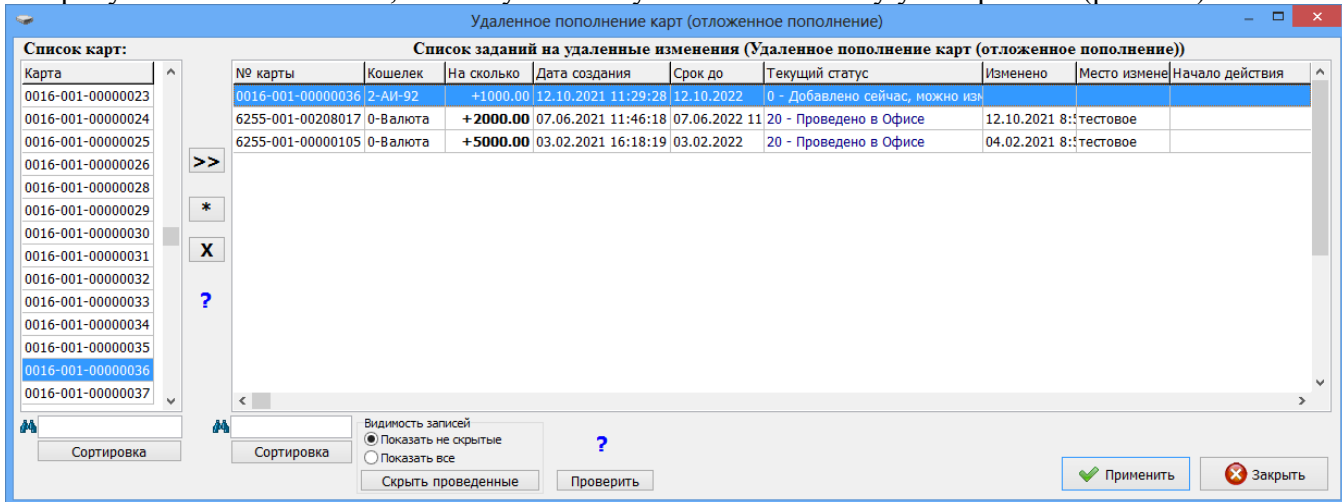 Удаленное пополнение карт (отложенное пополнение)
Список карт:
Список заданий на удаленные изменения (Удаленное пополнение карт (отложенное пополнение))
Карта
№ карты Кошелек На сколько Дата создания Срок до Текущий статус Изменено Место измене Начало действия
0016-001-00000023
0016-001-00000024
0016-001-00000025
0016-001-00000026
0016-001-00000028
0016-001-00000029
0016-001-00000030
0016-001-00000031
0016-001-00000032
0016-001-00000033
0016-001-00000034
0016-001-00000035
0016-001-00000036
0016-001-00000037
>>
*
X
?
0016-001-00000036 2-АИ-92 +1000.00 12.10.2021 11:29:28 12.10.2022 0 - Добавлено сейчас, можно изм
6255-001-00208017 0-Валюта +2000.00 07.06.2021 11:46:18 07.06.2022 11 20 - Проведено в Офисе 12.10.2021 8:5 тестовое
6255-001-00000105 0-Валюта +5000.00 03.02.2021 16:18:19 03.02.2022 20 - Проведено в Офисе 04.02.2021 8:5 тестовое
Сортировка
Сортировка
Видимость записей
Показать не скрытые
Показать все
Скрыть проведенные
?
Проверить
Применить
Закрыть